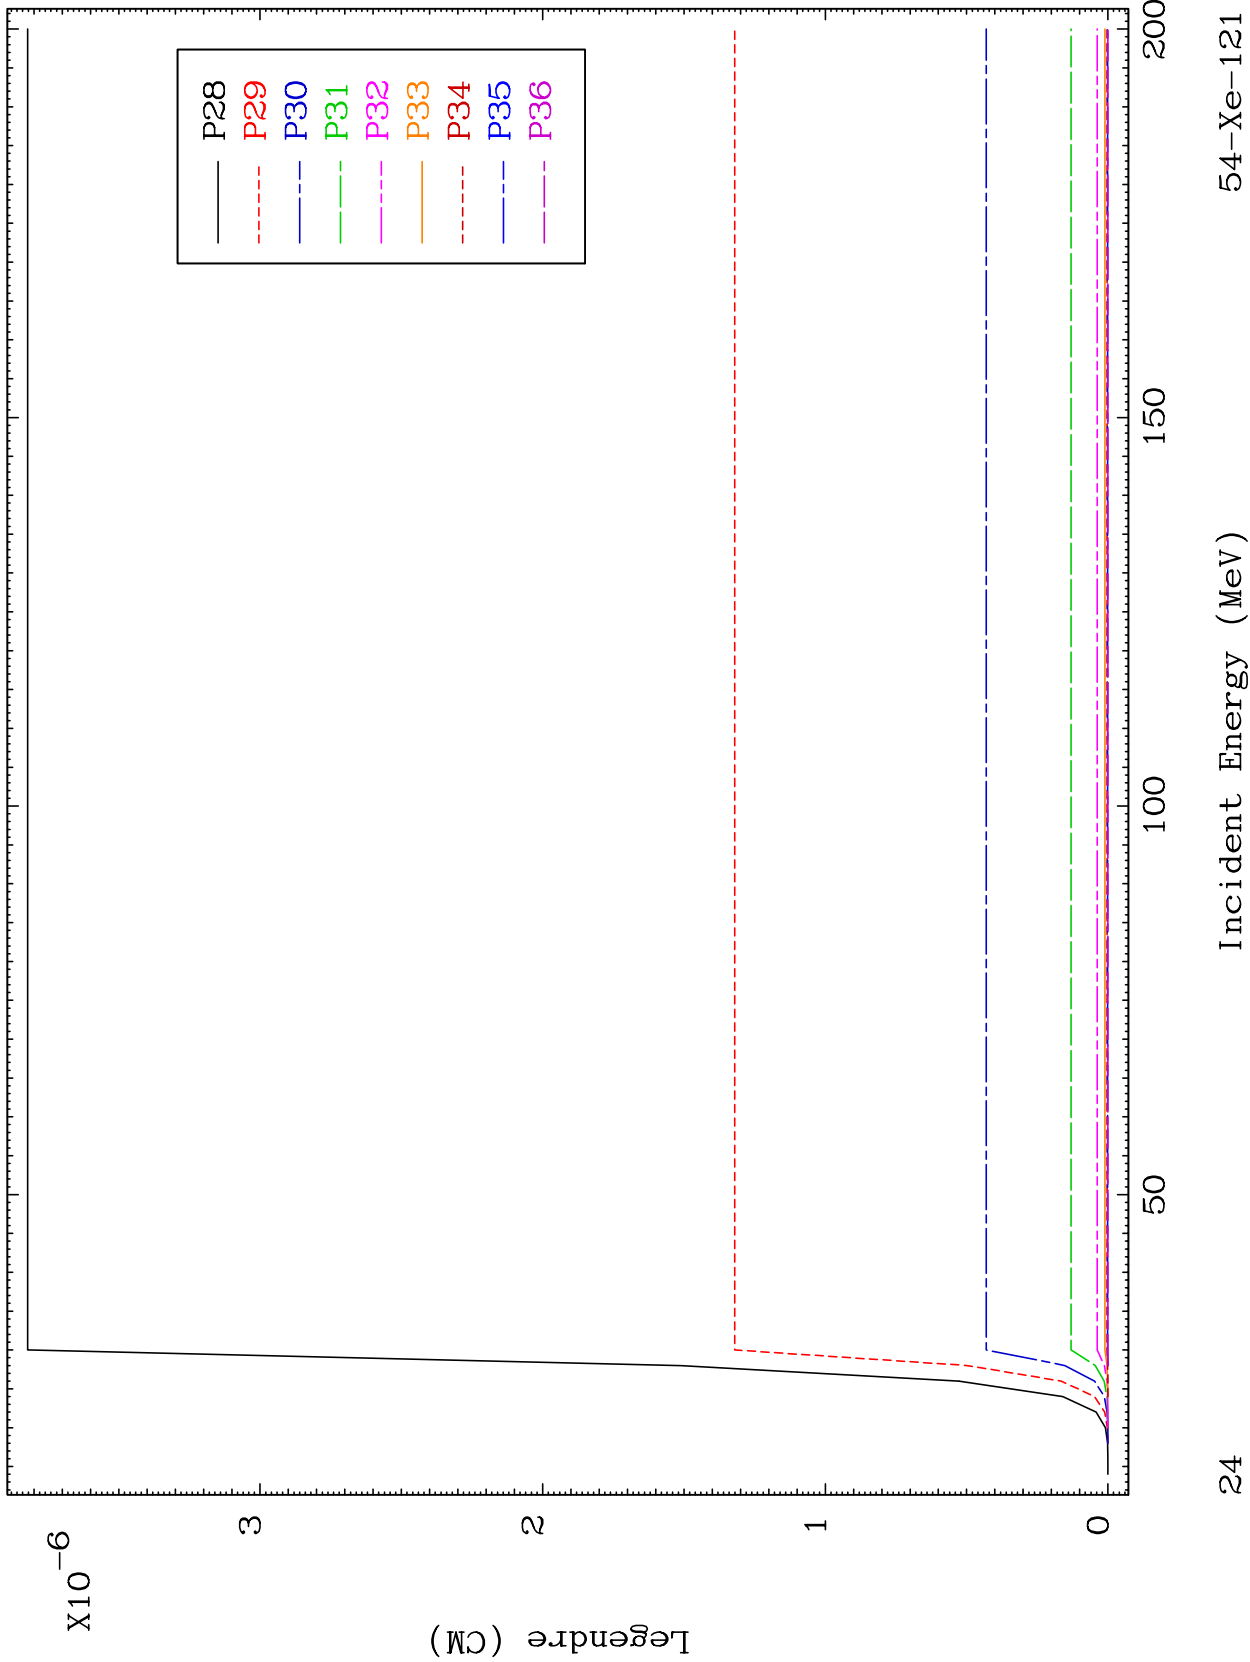 X10-6
3
2
1
0
Legendre (CM)
P28
P29
P30
P31
P32
P33
P34
P35
P36
50
100
150
200
24
Incident Energy (MeV)
54-Xe-121